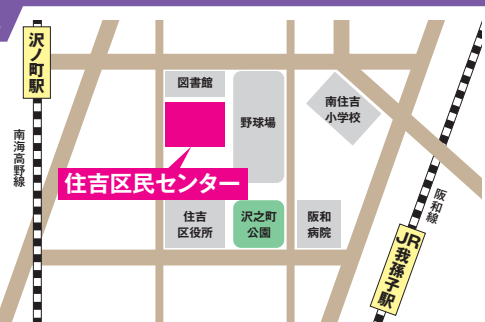 沢ノ町駅
南海高野線
図書館
野球場
南住吉
小学校
住吉区民センター
住吉
区役所
沢之町
公園
阪和
病院
阪和線
JR我孫子駅